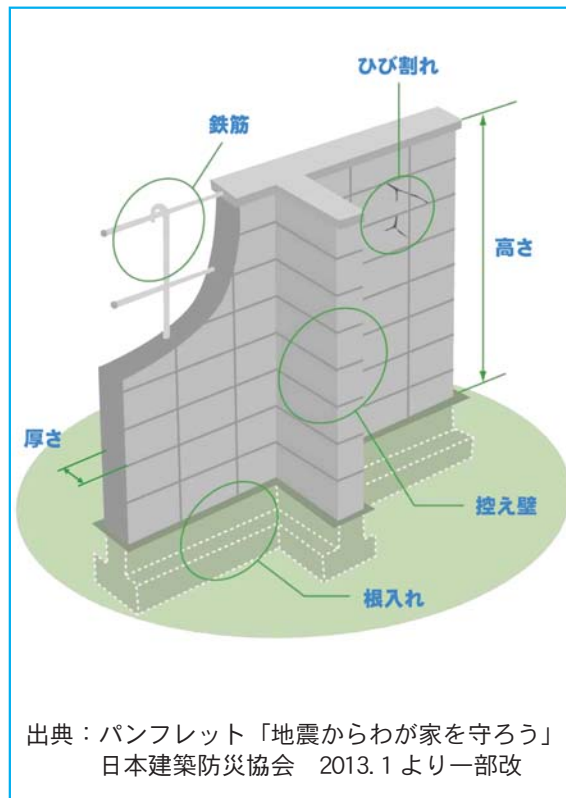 ひび割れ
鉄筋
高さ
厚さ
控え壁
根入れ
出典：パンフレット「地震からわが家を守ろう」
日本建築防災協会　2013.1より一部改